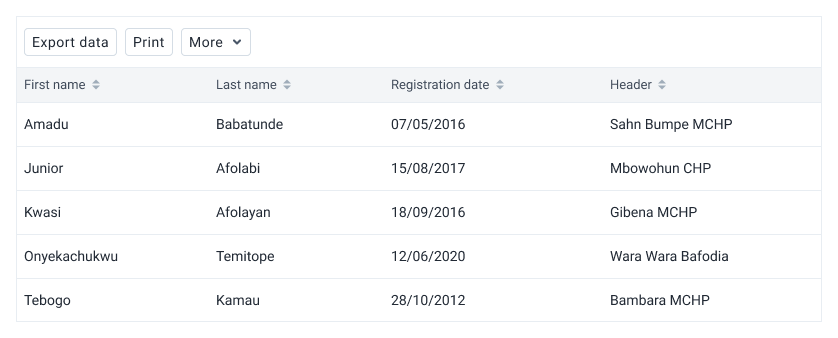 Export data Print More
First name Last name Registration date Header
Amadu Babatunde 07/05/2016 Sahn Bumpe MCHP
Junior Afolabi 15/08/2017 Mbowohun CHP
Kwasi Afolayan 18/09/2016 Gibena MCHP
Onyekachukwu Temitope 12/06/2020 Wara Wara Bafodia
Tebogo Kamau 28/10/2012 Bambara MCHP